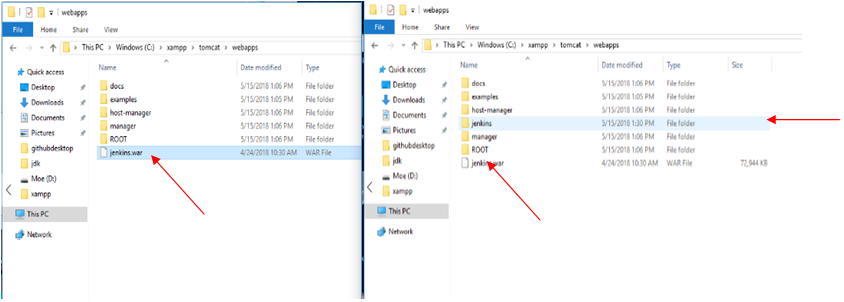 webapps
File Home Share View
This PC Windows (C:) xampp tomcat webapps
Name Date modified Type
Quick access
Desktop
Downloads
Documents
Pictures
githubdesktop
jdk
Moe (D:)
xampp
This PC
Network
docs 5/15/2018 1:06 PM File folder
examples 5/15/2018 1:05 PM File folder
host-manager 5/15/2018 1:06 PM File folder
manager 5/15/2018 1:06 PM File folder
ROOT 5/15/2018 1:06 PM File folder
jenkins.war 4/24/2018 10:30 AM WAR File
webapps
File Home Share View
This PC Windows (C:) xampp tomcat webapps
Name Date modified Type Size
Quick access
Desktop
Downloads
Documents
Pictures
githubdesktop
jdk
Moe (D:)
xampp
This PC
Network
docs 5/15/2018 1:06 PM File folder
examples 5/15/2018 1:05 PM File folder
host-manager 5/15/2018 1:06 PM File folder
jenkins 5/15/2018 1:30 PM File folder
manager 5/15/2018 1:06 PM File folder
ROOT 5/15/2018 1:06 PM File folder
jenkins.war 4/24/2018 10:30 AM WAR File 72,944 KB